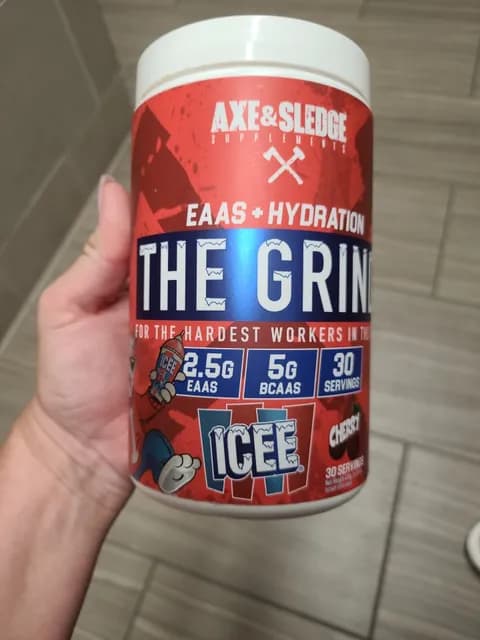 AXE&SLEDGE
SUPPLEMENTS
EAAS + HYDRATION
THE GRIN
FOR THE HARDEST WORKERS IN THE
2.5G
EAAS
5G
BCAAS
30
SERVINGS
ICEE
ICEE
CHERRY
30 SERVINGS